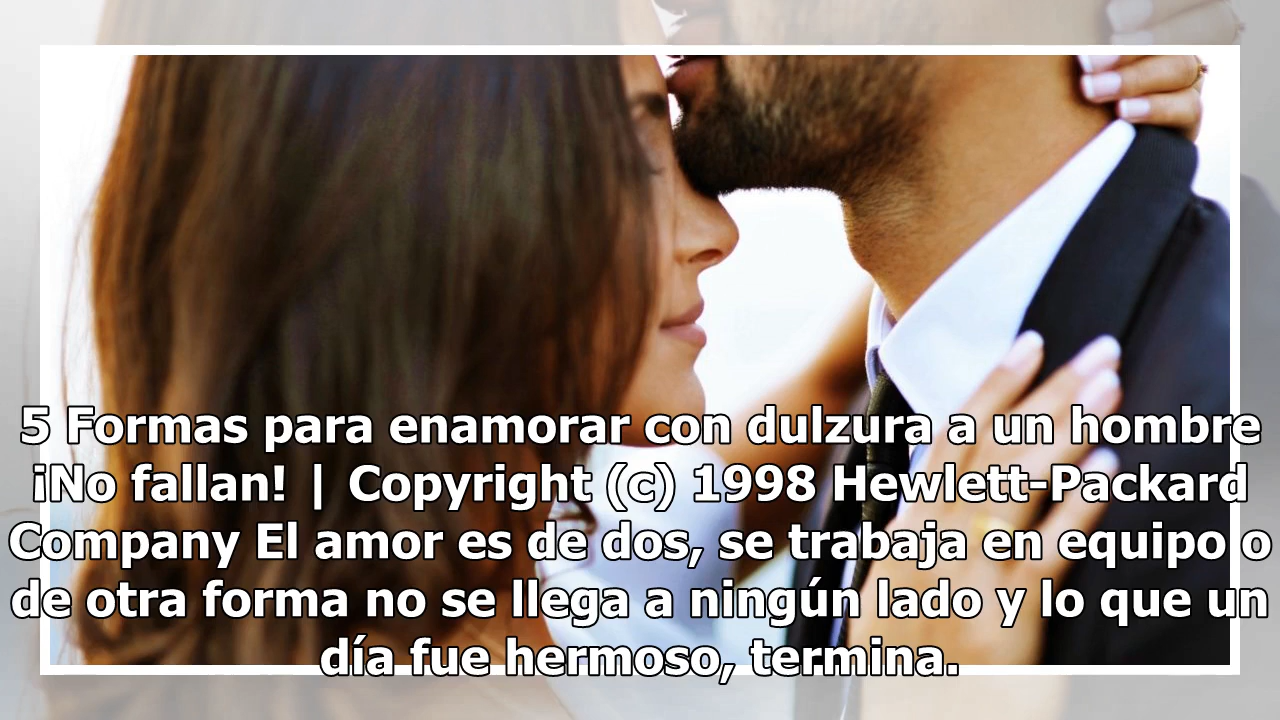 5 Formas para enamorar con dulzura a un hombre
¡No fallan! | Copyright (c) 1998 Hewlett-Packard
Company El amor es de dos, se trabaja en equipo o
de otra forma no se llega a ningún lado y lo que un
día fue hermoso, termina.